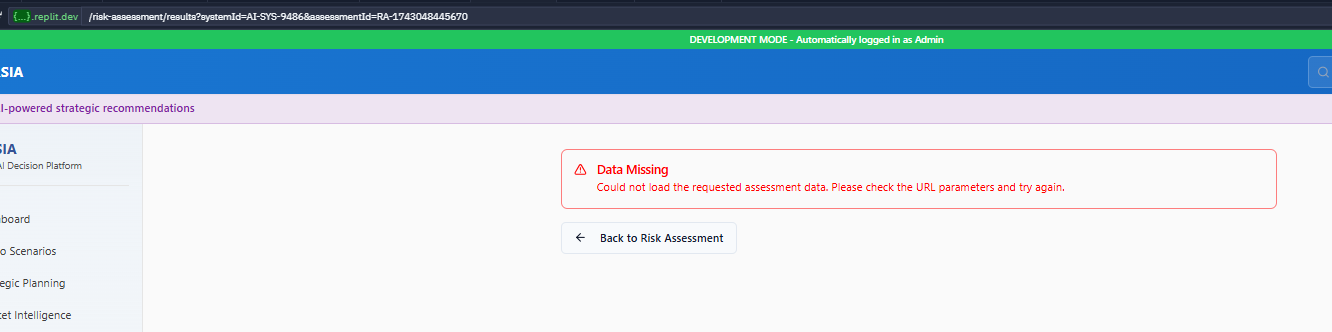 {...}.replit.dev /risk-assessment/results?systemId=AI-SYS-9486&assessmentId=RA-1743048445670
DEVELOPMENT MODE - Automatically logged in as Admin
SIA
I-powered strategic recommendations
SIA
AI Decision Platform
board
o Scenarios
egic Planning
et Intelligence
Data Missing
Could not load the requested assessment data. Please check the URL parameters and try again.
Back to Risk Assessment